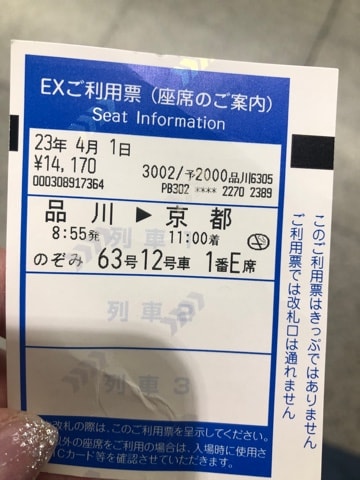 EXご利用票（座席のご案内）
Seat Information
23年 4月 1日
¥14,170
3002/予2000品川6305
000308917364
PB302 **** 2270 2389
品川 ▶ 京都
8:55発 11:00着
列車1
のぞみ 63号 12号車 1番E席
列車2
列車3
改札の際は、このご利用票を呈示してください。
以外の座席をご利用の場合は、入場時に使用さ
ICカード等を確認させていただきます。
このご利用票はきっぷではありません
ご利用票では改札口は通れません